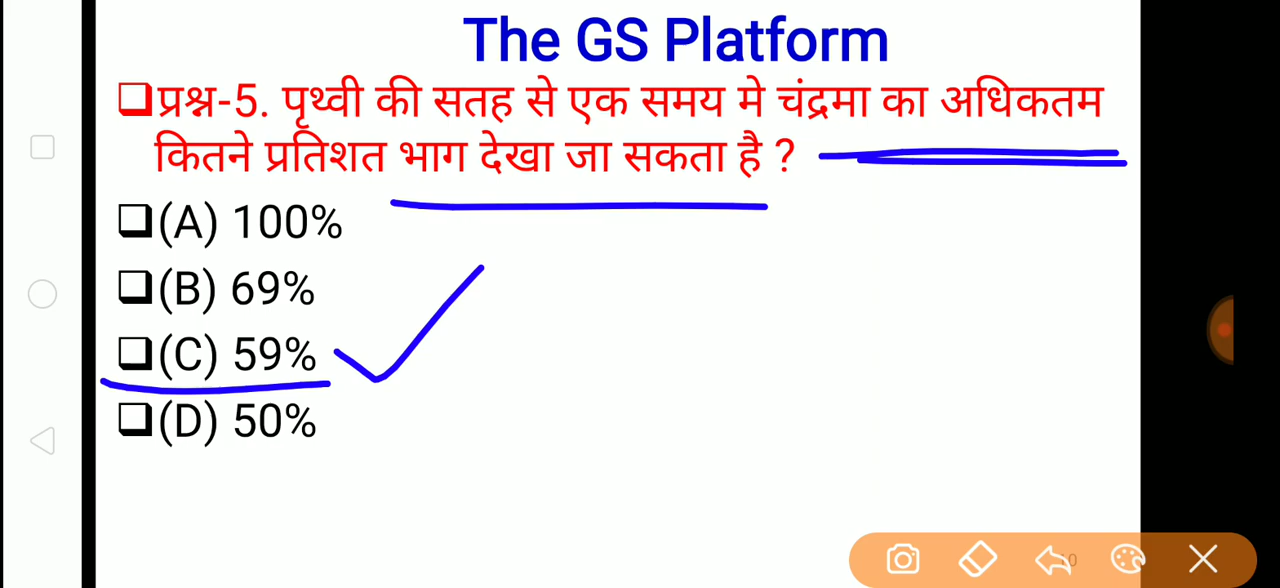 The GS Platform
❑प्रश्न-5. पृथ्वी की सतह से एक समय मे चंद्रमा का अधिकतम
कितने प्रतिशत भाग देखा जा सकता है ?
❑(A) 100%
❑(B) 69%
❑(C) 59%
❑(D) 50%